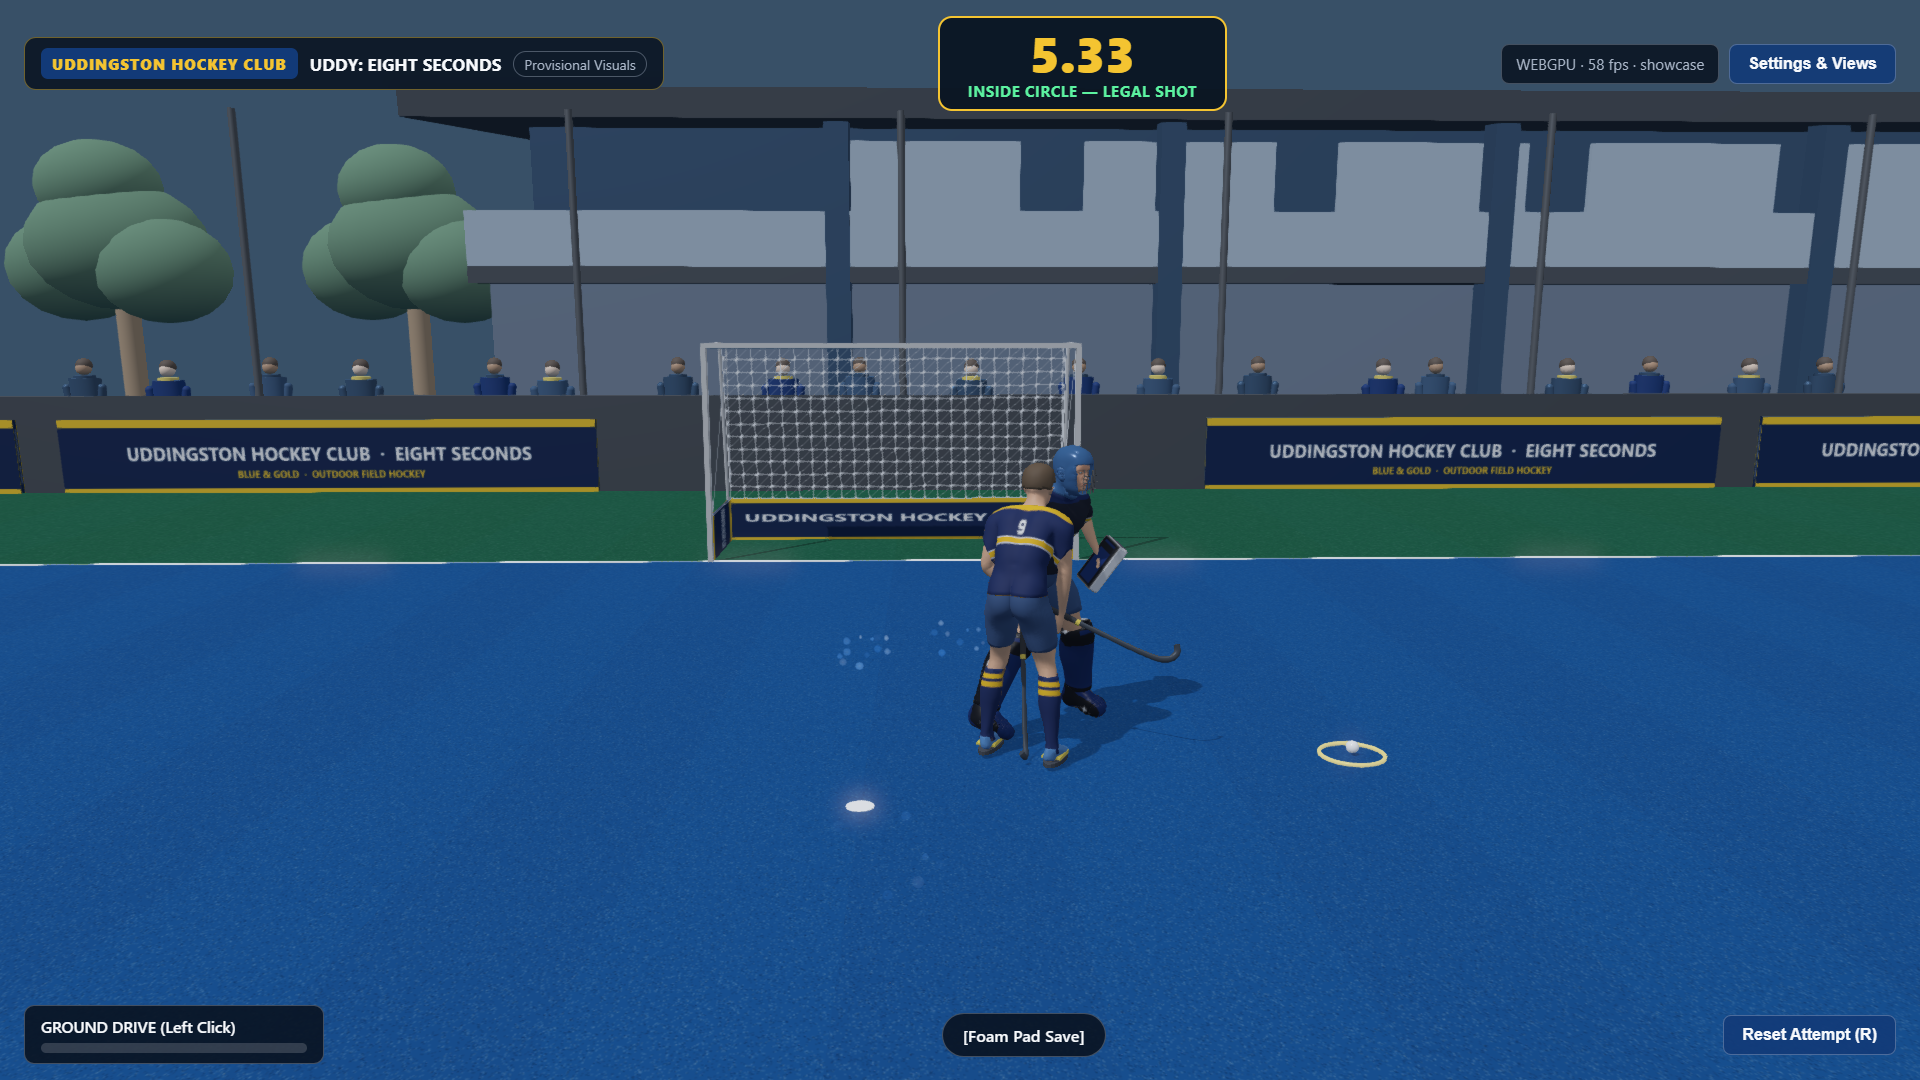 UDDINGSTON HOCKEY CLUB UDDY: EIGHT SECONDS Provisional Visuals
5.33
INSIDE CIRCLE — LEGAL SHOT
WEBGPU · 58 fps · showcase
Settings & Views
UDDINGSTON HOCKEY CLUB · EIGHT SECONDS
BLUE & GOLD · OUTDOOR FIELD HOCKEY
UDDINGSTON HOCKEY CLUB · EIGHT SECONDS
BLUE & GOLD · OUTDOOR FIELD HOCKEY
UDDINGSTO
UDDINGSTON HOCKEY
9
GROUND DRIVE (Left Click)
[Foam Pad Save]
Reset Attempt (R)